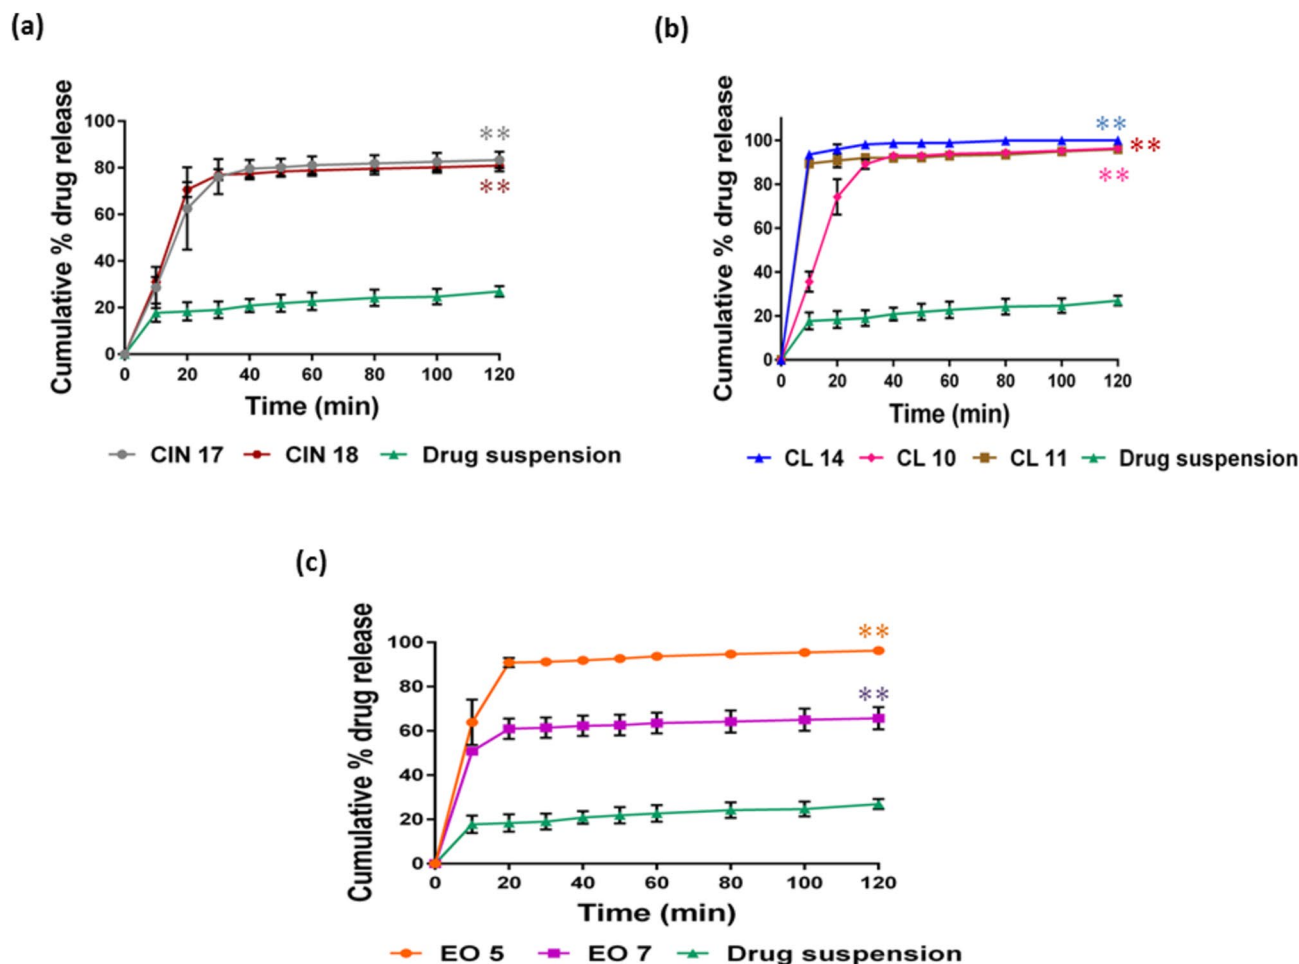 (a)
Cumulative % drug release
100
80
60
40
20
0
0 20 40 60 80 100 120
Time (min)
**
**
CIN 17 CIN 18 Drug suspension
(b)
Cumulative % drug release
100
80
60
40
20
0
0 20 40 60 80 100 120
Time (min)
**
**
**
CL 14 CL 10 CL 11 Drug suspension
(c)
Cumulative % drug release
100
80
60
40
20
0
0 20 40 60 80 100 120
Time (min)
**
**
EO 5 EO 7 Drug suspension